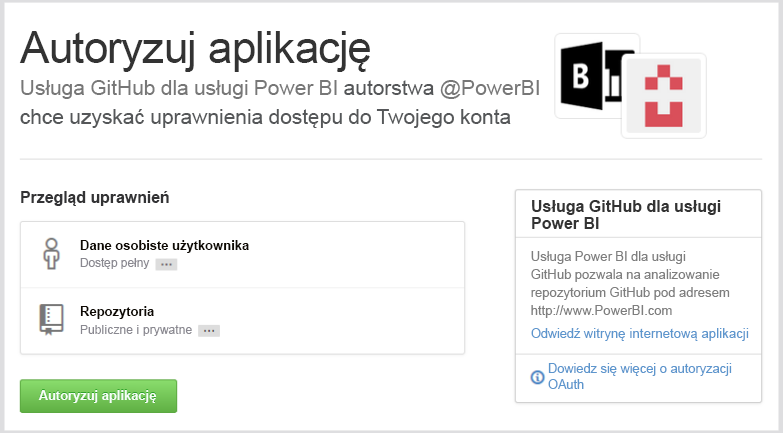 Autoryzuj aplikację
Usługa GitHub dla usługi Power BI autorstwa @PowerBI
chce uzyskać uprawnienia dostępu do Twojego konta
B
Przegląd uprawnień
Dane osobiste użytkownika
Dostęp pełny ...
Repozytoria
Publiczne i prywatne ...
Autoryzuj aplikację
Usługa GitHub dla usługi
Power BI
Usługa Power BI dla usługi
GitHub pozwala na analizowanie
repozytorium GitHub pod adresem
http://www.PowerBI.com
Odwiedź witrynę internetową aplikacji
Dowiedz się więcej o autoryzacji
OAuth